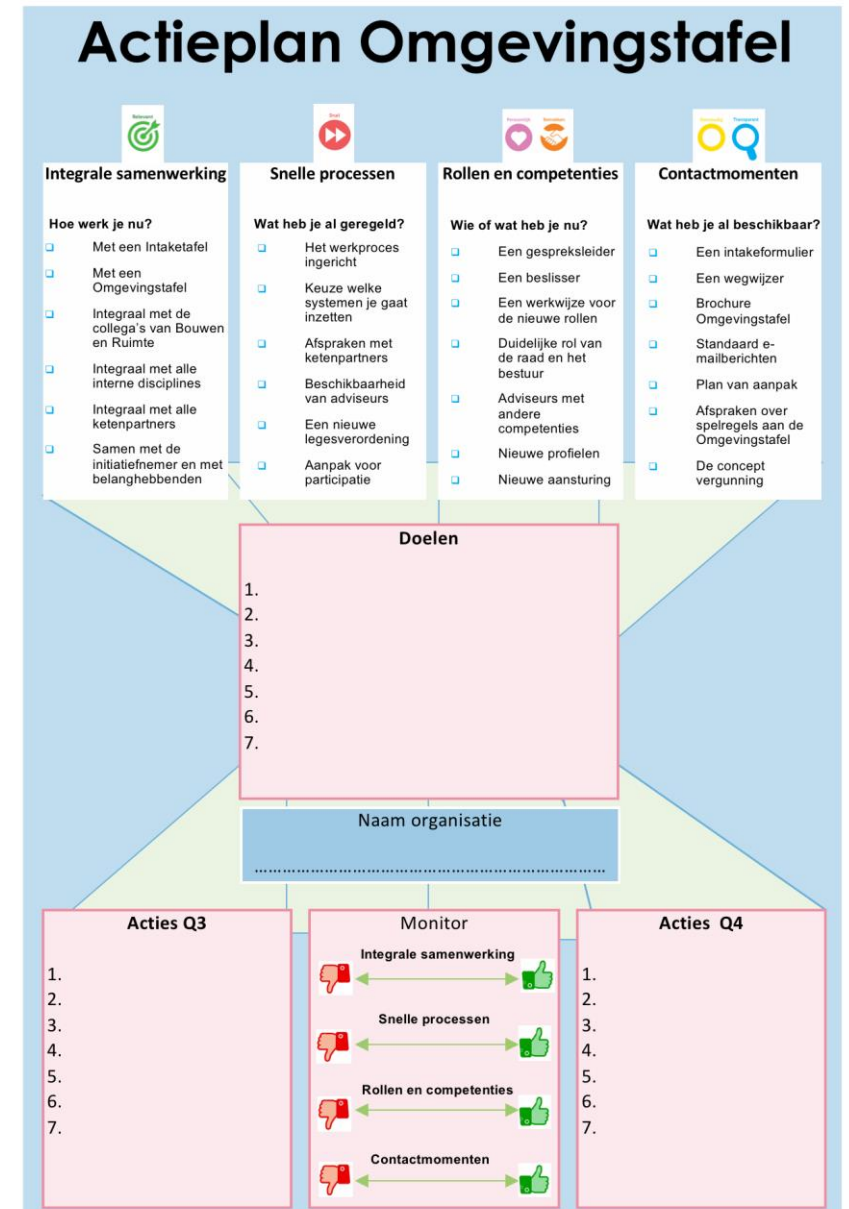 Actieplan Omgevingstafel
Relevant
Integrale samenwerking
Hoe werk je nu?
❑ Met een Intaketafel
❑ Met een
Omgevingstafel
❑ Integraal met de
collega's van Bouwen
en Ruimte
❑ Integraal met alle
interne disciplines
❑ Integraal met alle
ketenpartners
❑ Samen met de
initiatiefnemer en met
belanghebbenden
Snel
Snelle processen
Wat heb je al geregeld?
❑ Het werkproces
ingericht
❑ Keuze welke
systemen je gaat
inzetten
❑ Afspraken met
ketenpartners
❑ Beschikbaarheid
van adviseurs
❑ Een nieuwe
legesverordening
❑ Aanpak voor
participatie
Persoonlijk
Rollen en competenties
Wie of wat heb je nu?
❑ Een gespreksleider
❑ Een beslisser
❑ Een werkwijze voor
de nieuwe rollen
❑ Duidelijke rol van
de raad en het
bestuur
❑ Adviseurs met
andere
competenties
❑ Nieuwe profielen
❑ Nieuwe aansturing
Transparant
Contactmomenten
Wat heb je al beschikbaar?
❑ Een intakeformulier
❑ Een wegwijzer
❑ Brochure
Omgevingstafel
❑ Standaard e-
mailberichten
❑ Plan van aanpak
❑ Afspraken over
spelregels aan de
Omgevingstafel
❑ De concept
vergunning
Doelen
1.
2.
3.
4.
5.
6.
7.
Naam organisatie
……………………………………………………………………
Acties Q3
1.
2.
3.
4.
5.
6.
7.
Monitor
Integrale samenwerking
Snelle processen
Rollen en competenties
Contactmomenten
Acties Q4
1.
2.
3.
4.
5.
6.
7.